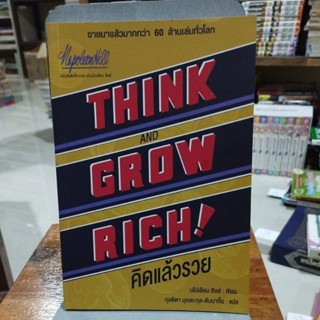 ขายมาแล้วมากกว่า 60 ล้านเล่มทั่วโลก
Napoleon Hill
THINK
AND
GROW
RICH!
คิดแล้วรวย
นโปเลียน ฮิลล์ : เขียน